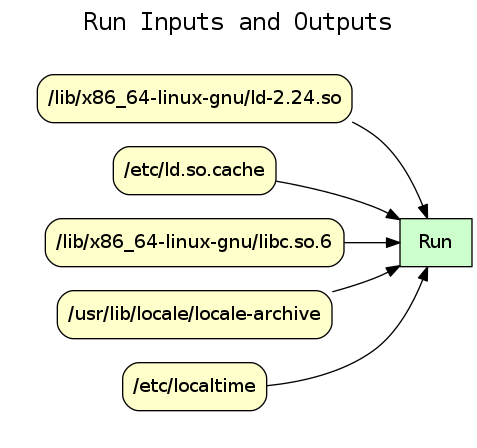 Run Inputs and Outputs
/lib/x86_64-linux-gnu/ld-2.24.so
/etc/ld.so.cache
/lib/x86_64-linux-gnu/libc.so.6
Run
/usr/lib/locale/locale-archive
/etc/localtime